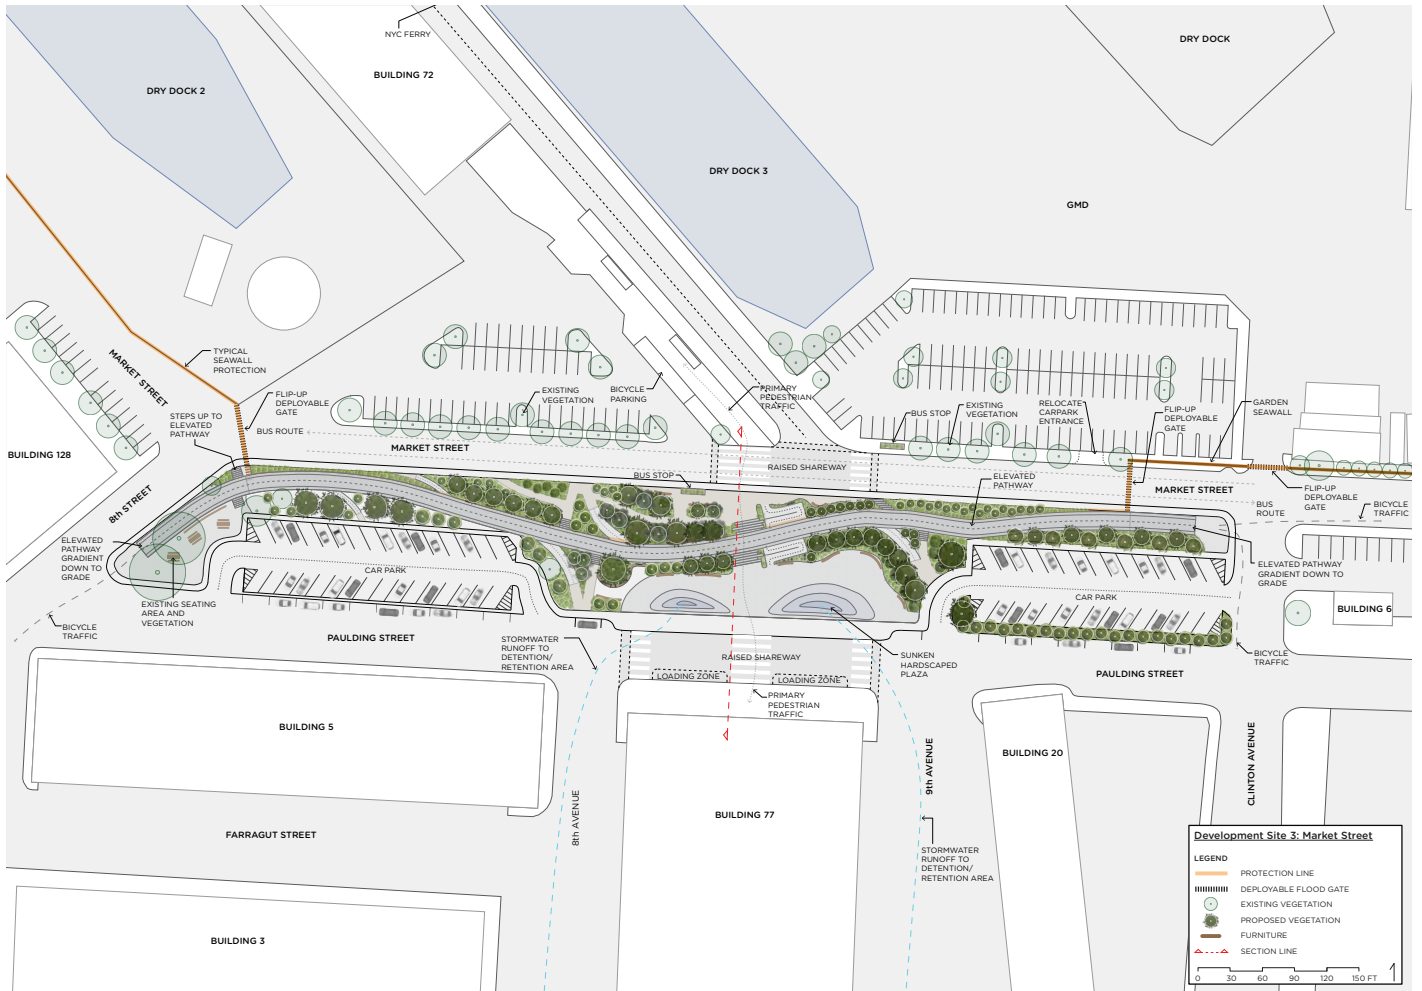 NYC FERRY
DRY DOCK
BUILDING 72
DRY DOCK 2
DRY DOCK 3
GMD
TYPICAL
SEAWALL
PROTECTION
MARKET STREET
FLIP-UP
DEPLOYABLE
GATE
STEPS UP TO
ELEVATED
PATHWAY
BUS ROUTE
EXISTING
VEGETATION
BICYCLE
PARKING
PRIMARY
PEDESTRIAN
TRAFFIC
BUS STOP
EXISTING
VEGETATION
RELOCATE
CARPARK
ENTRANCE
FLIP-UP
DEPLOYABLE
GATE
GARDEN
SEAWALL
BUILDING 128
MARKET STREET
RAISED SHAREWAY
BUS STOP
ELEVATED
PATHWAY
MARKET STREET
FLIP-UP
DEPLOYABLE
GATE
BUS
ROUTE
BICYCLE
TRAFFIC
8th STREET
ELEVATED
PATHWAY
GRADIENT
DOWN TO
GRADE
CAR PARK
ELEVATED PATHWAY
GRADIENT DOWN TO
GRADE
CAR PARK
EXISTING SEATING
AREA AND
VEGETATION
BUILDING 6
BICYCLE
TRAFFIC
PAULDING STREET
STORMWATER
RUNOFF TO
DETENTION/
RETENTION AREA
RAISED SHAREWAY
LOADING ZONE
LOADING ZONE
SUNKEN
HARDSCAPED
PLAZA
PAULDING STREET
BICYCLE
TRAFFIC
PRIMARY
PEDESTRIAN
TRAFFIC
BUILDING 5
BUILDING 20
9th AVENUE
CLINTON AVENUE
BUILDING 77
8th AVENUE
FARRAGUT STREET
STORMWATER
RUNOFF TO
DETENTION/
RETENTION AREA
BUILDING 3
Development Site 3: Market Street
LEGEND
PROTECTION LINE
DEPLOYABLE FLOOD GATE
EXISTING VEGETATION
PROPOSED VEGETATION
FURNITURE
SECTION LINE
0 30 60 90 120 150 FT